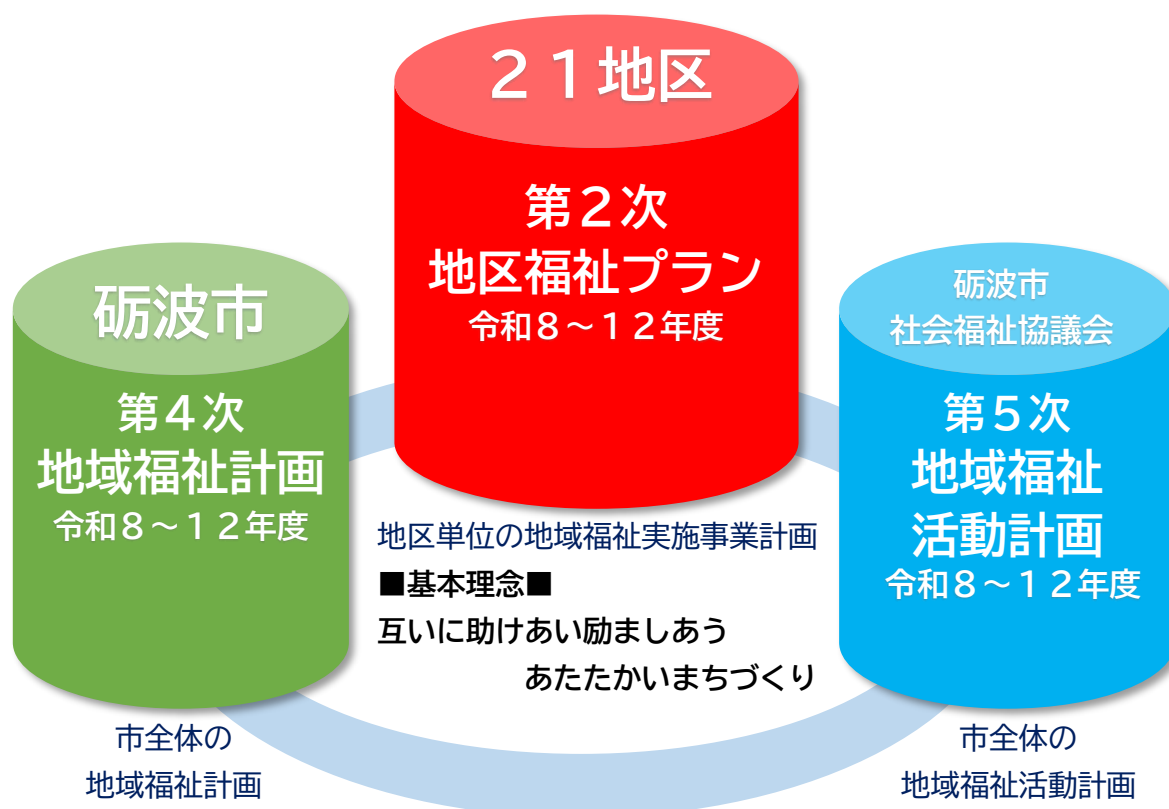 ２１地区
第２次
地区福祉プラン
令和８～１２年度
砺波市
第４次
地域福祉計画
令和８～１２年度
砺波市
社会福祉協議会
第５次
地域福祉
活動計画
令和８～１２年度
地区単位の地域福祉実施事業計画
■基本理念■
互いに助けあい励ましあう
あたたかいまちづくり
市全体の
地域福祉計画
市全体の
地域福祉活動計画